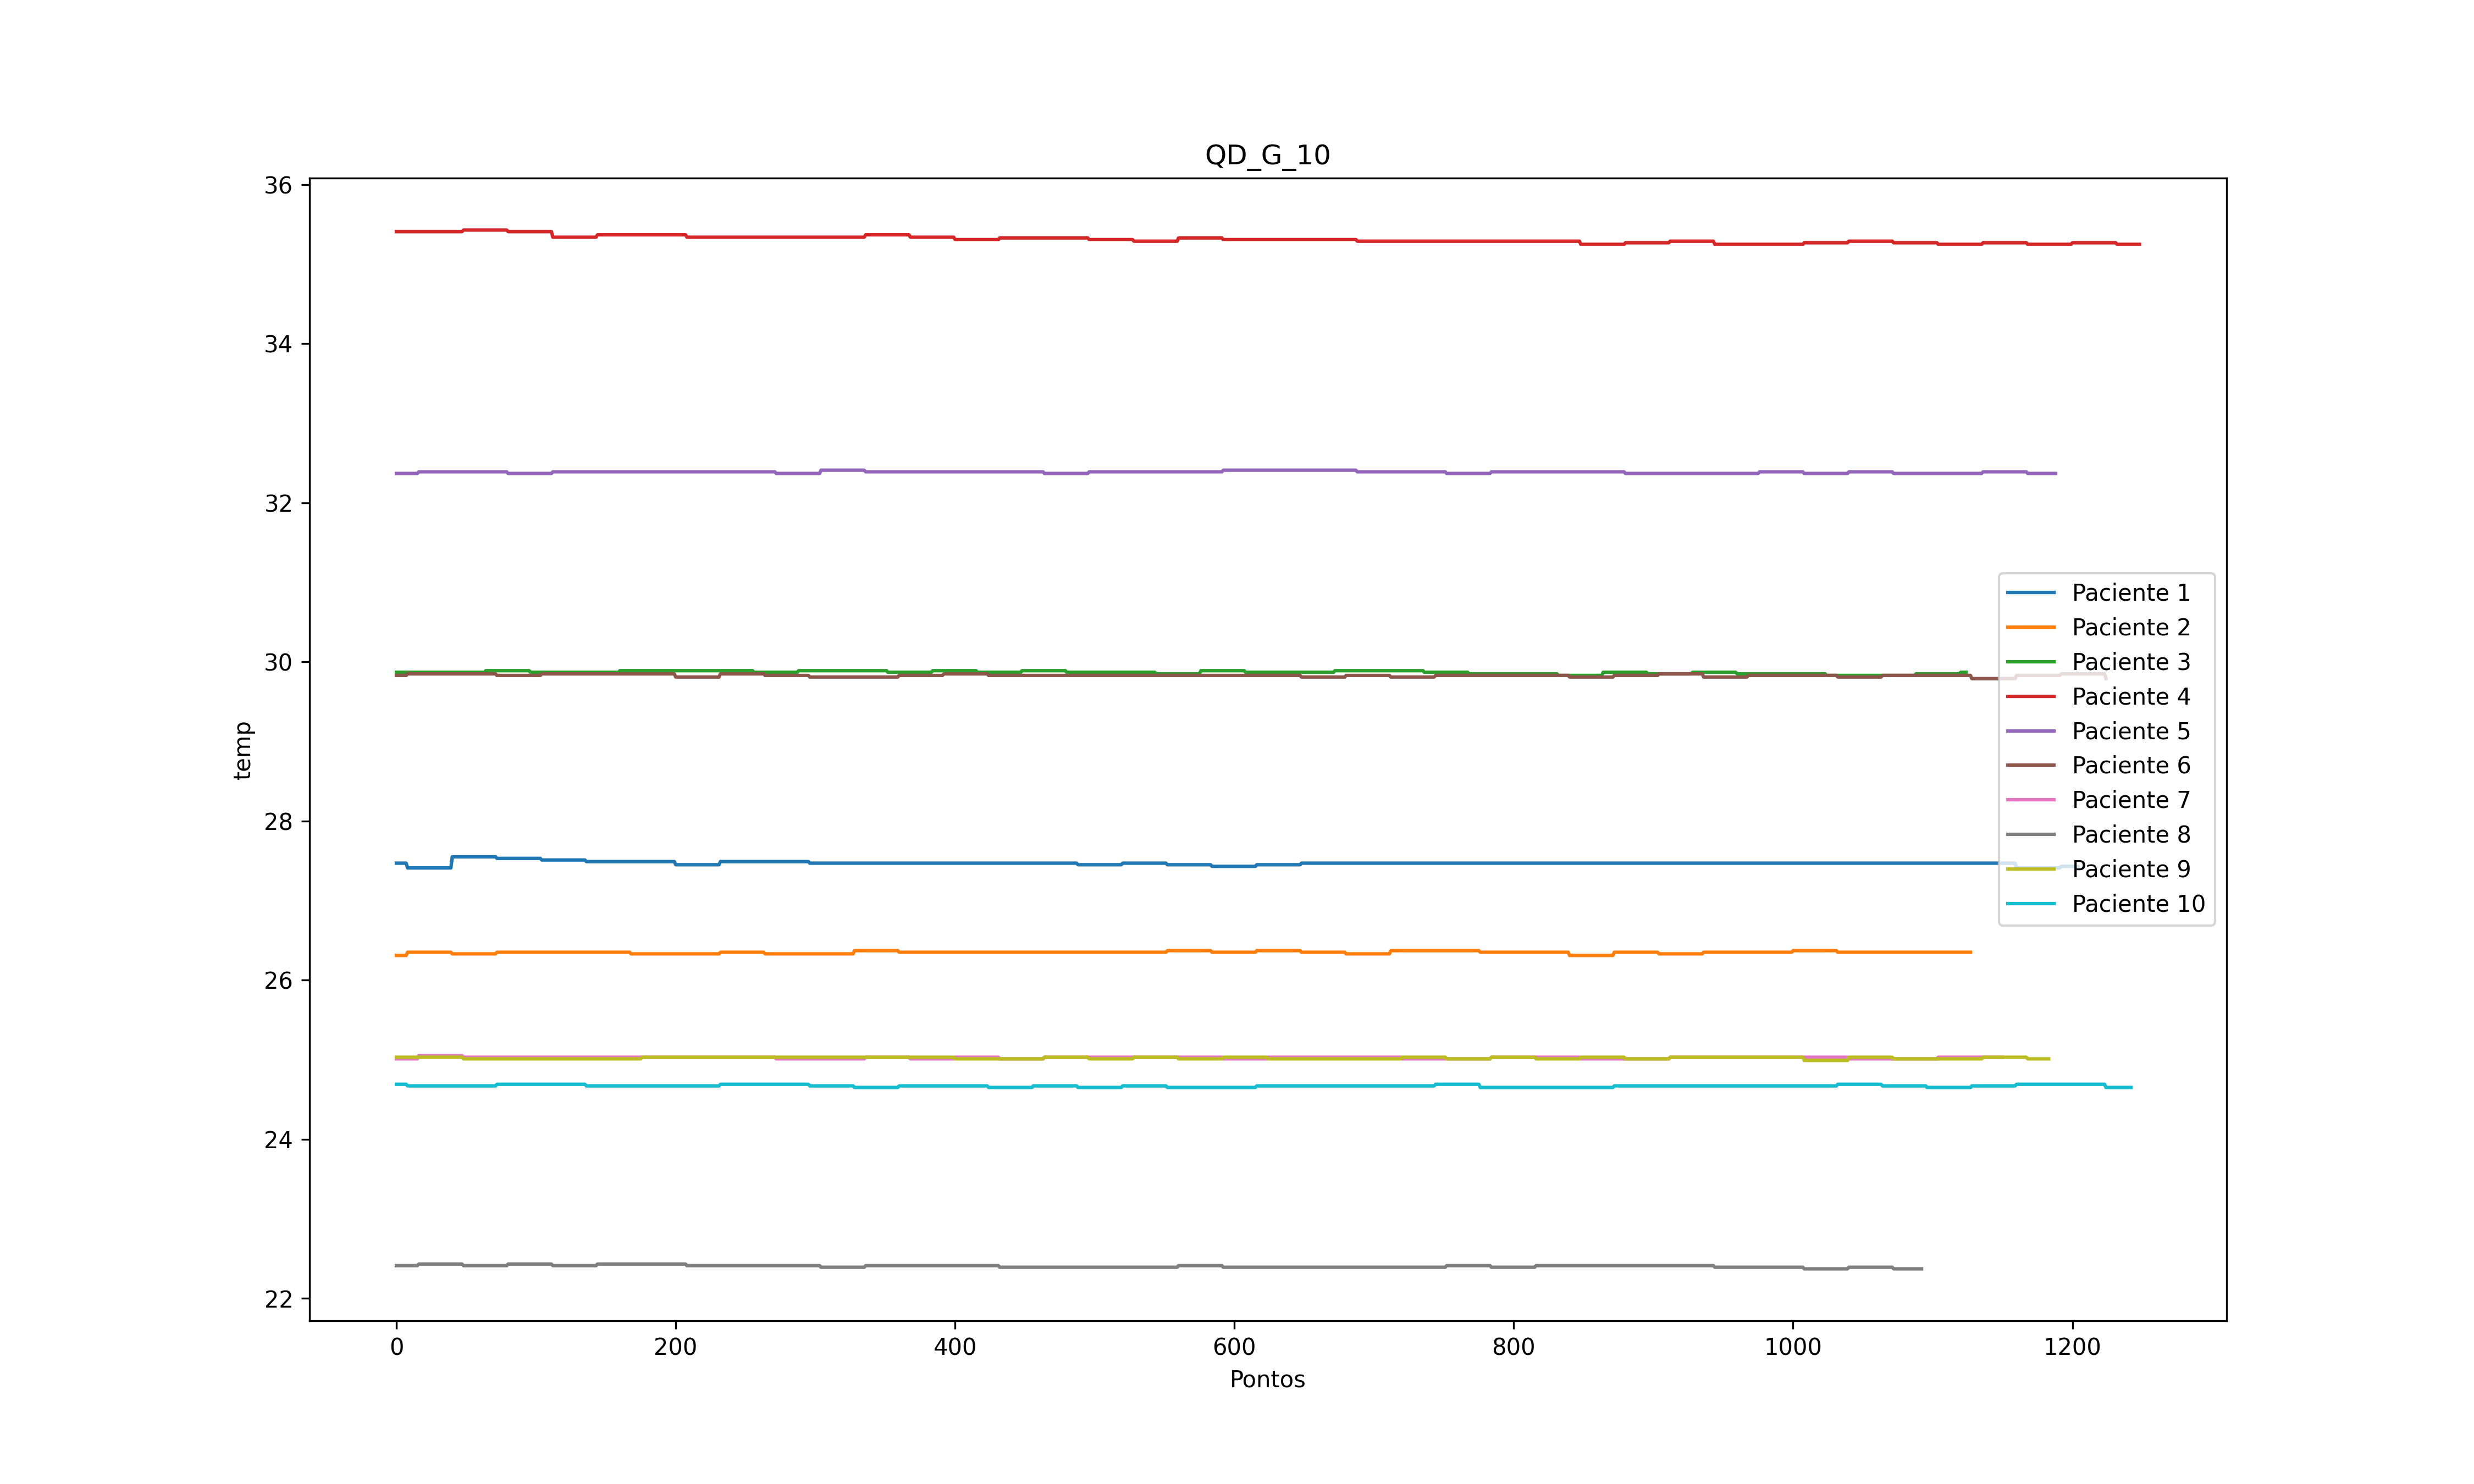 QD_G_10
36
34
32
30
28
26
24
22
temp
0 200 400 600 800 1000 1200
Pontos
Paciente 1
Paciente 2
Paciente 3
Paciente 4
Paciente 5
Paciente 6
Paciente 7
Paciente 8
Paciente 9
Paciente 10